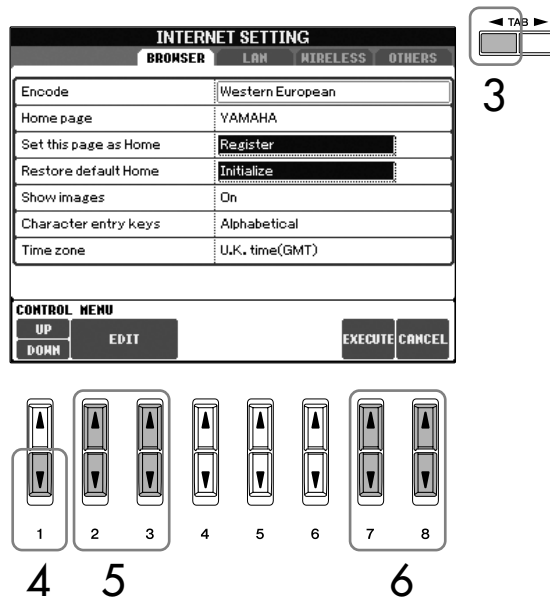 INTERNET SETTING
BROWSER LAN WIRELESS OTHERS
◄ TAB ►
3
Encode Western European
Home page YAMAHA
Set this page as Home Register
Restore default Home Initialize
Show images On
Character entry keys Alphabetical
Time zone U.K. time(GMT)
CONTROL MENU
UP
DOWN
EDIT
EXECUTE CANCEL
1 2 3 4 5 6 7 8
4 5 6